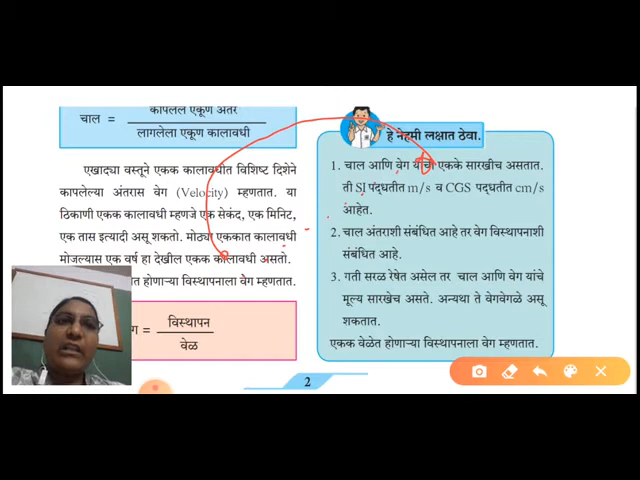 कापलेले एकूण अंतर
चाल =
लागलेला एकूण कालावधी
एखाद्या वस्तूने एकक कालावधीत विशिष्ट दिशेने
कापलेल्या अंतरास वेग (Velocity) म्हणतात. या
ठिकाणी एकक कालावधी म्हणजे एक सेकंद, एक मिनिट,
एक तास इत्यादी असू शकतो. मोठ्या एककात कालावधी
मोजल्यास एक वर्ष हा देखील एकक कालावधी असतो.
होणाऱ्या विस्थापनाला वेग म्हणतात.
विस्थापन
=
वेळ
हे नेहमी लक्षात ठेवा.
1. चाल आणि वेग यांची एकके सारखीच असतात.
ती SI पद्धतीत m/s व CGS पद्धतीत cm/s
आहेत.
2. चाल अंतराशी संबंधित आहे तर वेग विस्थापनाशी
संबंधित आहे.
3. गती सरळ रेषेत असेल तर चाल आणि वेग यांचे
मूल्य सारखेच असते. अन्यथा ते वेगवेगळे असू
शकतात.
एकक वेळेत होणाऱ्या विस्थापनाला वेग म्हणतात.
2